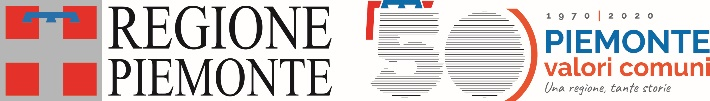 REGIONE
PIEMONTE
50
1970 | 2020
PIEMONTE
valori comuni
Una regione, tante storie